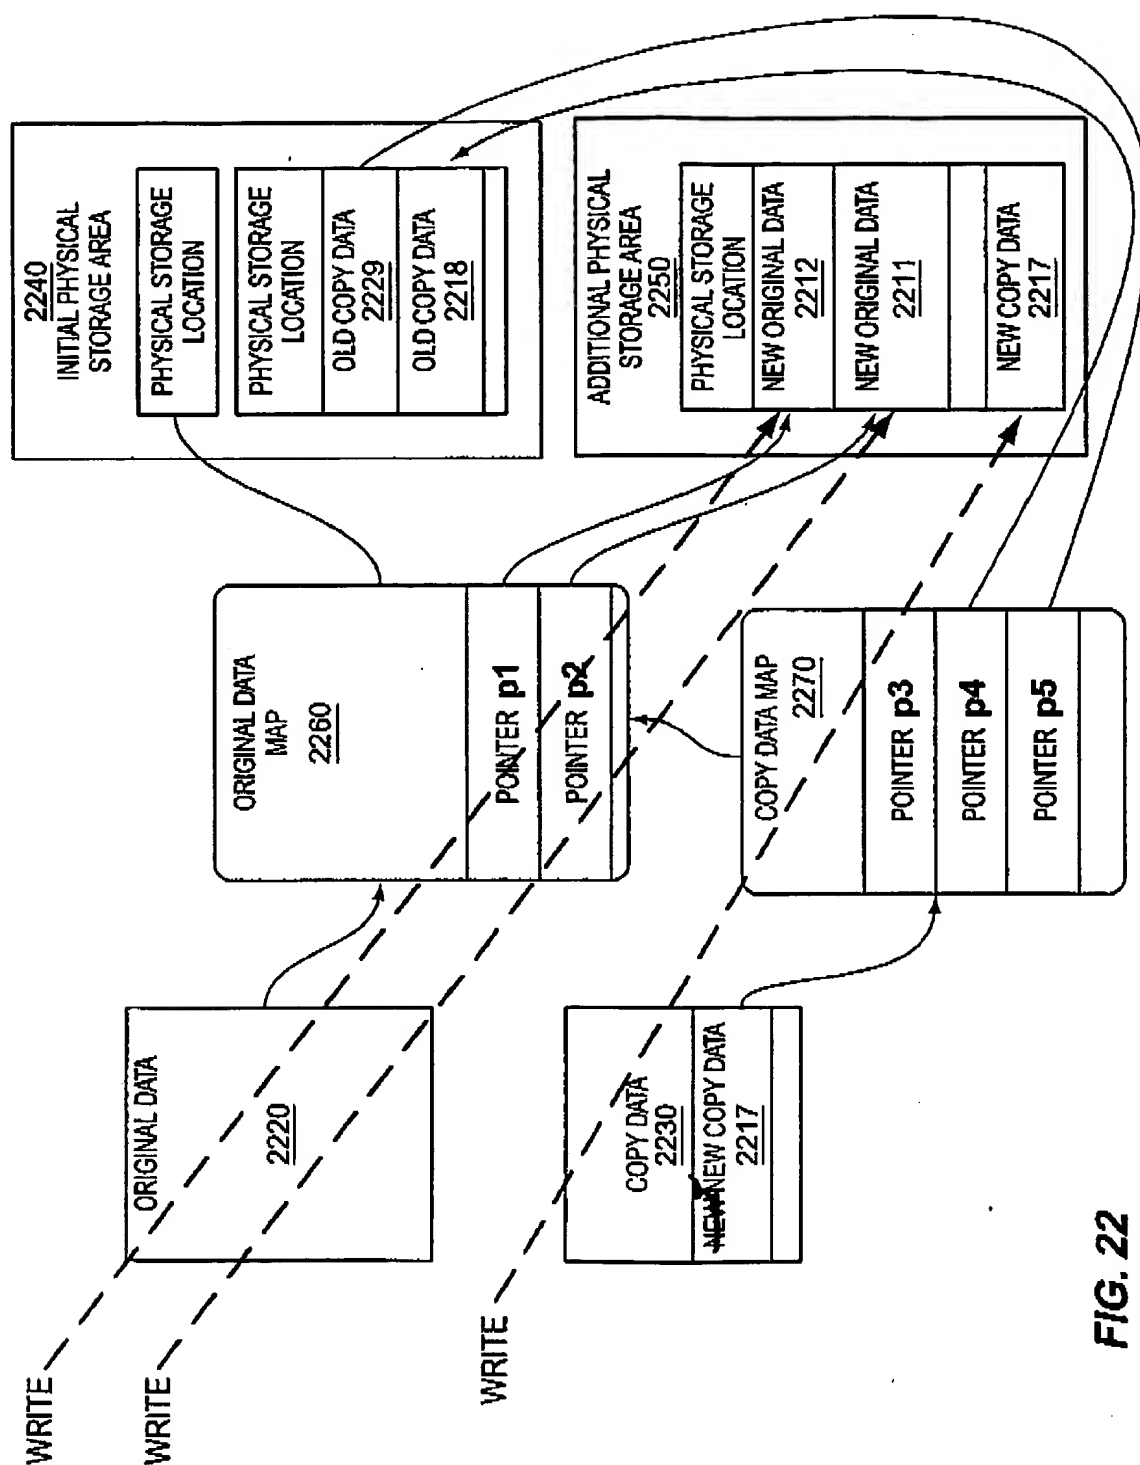 WRITE
WRITE
WRITE
ORIGINAL DATA
2220
COPY DATA
2230
NEW NEW COPY DATA
2217
ORIGINAL DATA
MAP
2260
POINTER p1
POINTER p2
COPY DATA MAP
2270
POINTER p3
POINTER p4
POINTER p5
2240
INITIAL PHYSICAL
STORAGE AREA
PHYSICAL STORAGE
LOCATION
PHYSICAL STORAGE
LOCATION
OLD COPY DATA
2229
OLD COPY DATA
2218
ADDITIONAL PHYSICAL
STORAGE AREA
2250
PHYSICAL STORAGE
LOCATION
NEW ORIGINAL DATA
2212
NEW ORIGINAL DATA
2211
NEW COPY DATA
2217
FIG. 22